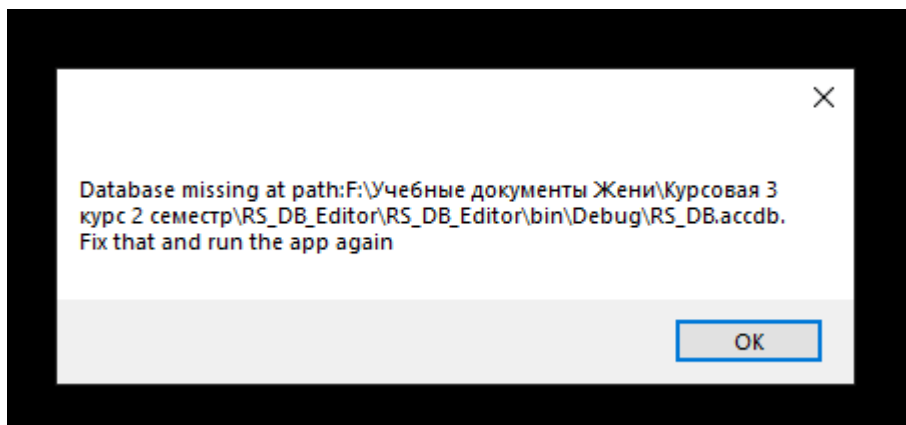 Database missing at path:F:\Учебные документы Жени\Курсовая 3
курс 2 семестр\RS_DB_Editor\RS_DB_Editor\bin\Debug\RS_DB.accdb.
Fix that and run the app again
OK